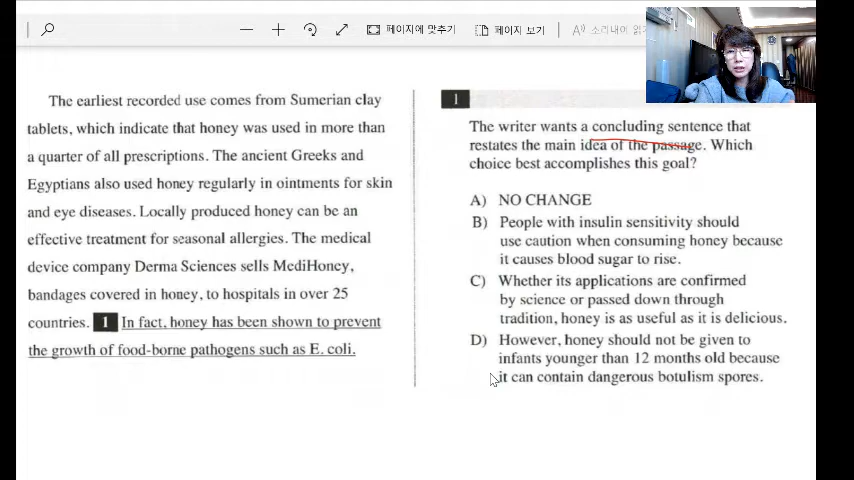 페이지에 맞추기
페이지 보기
A 소리내어 읽기
The earliest recorded use comes from Sumerian clay
tablets, which indicate that honey was used in more than
a quarter of all prescriptions. The ancient Greeks and
Egyptians also used honey regularly in ointments for skin
and eye diseases. Locally produced honey can be an
effective treatment for seasonal allergies. The medical
device company Derma Sciences sells MediHoney,
bandages covered in honey, to hospitals in over 25
countries. 1 In fact, honey has been shown to prevent
the growth of food-borne pathogens such as E. coli.
1
The writer wants a concluding sentence that
restates the main idea of the passage. Which
choice best accomplishes this goal?
A) NO CHANGE
B) People with insulin sensitivity should
use caution when consuming honey because
it causes blood sugar to rise.
C) Whether its applications are confirmed
by science or passed down through
tradition, honey is as useful as it is delicious.
D) However, honey should not be given to
infants younger than 12 months old because
it can contain dangerous botulism spores.